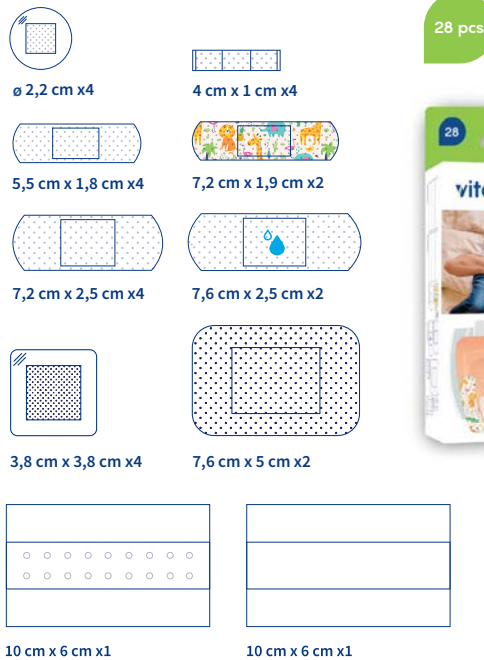 28 pcs
ø 2,2 cm x4
4 cm x 1 cm x4
28
5,5 cm x 1,8 cm x4
7,2 cm x 1,9 cm x2
7,2 cm x 2,5 cm x4
7,6 cm x 2,5 cm x2
3,8 cm x 3,8 cm x4
7,6 cm x 5 cm x2
10 cm x 6 cm x1
10 cm x 6 cm x1